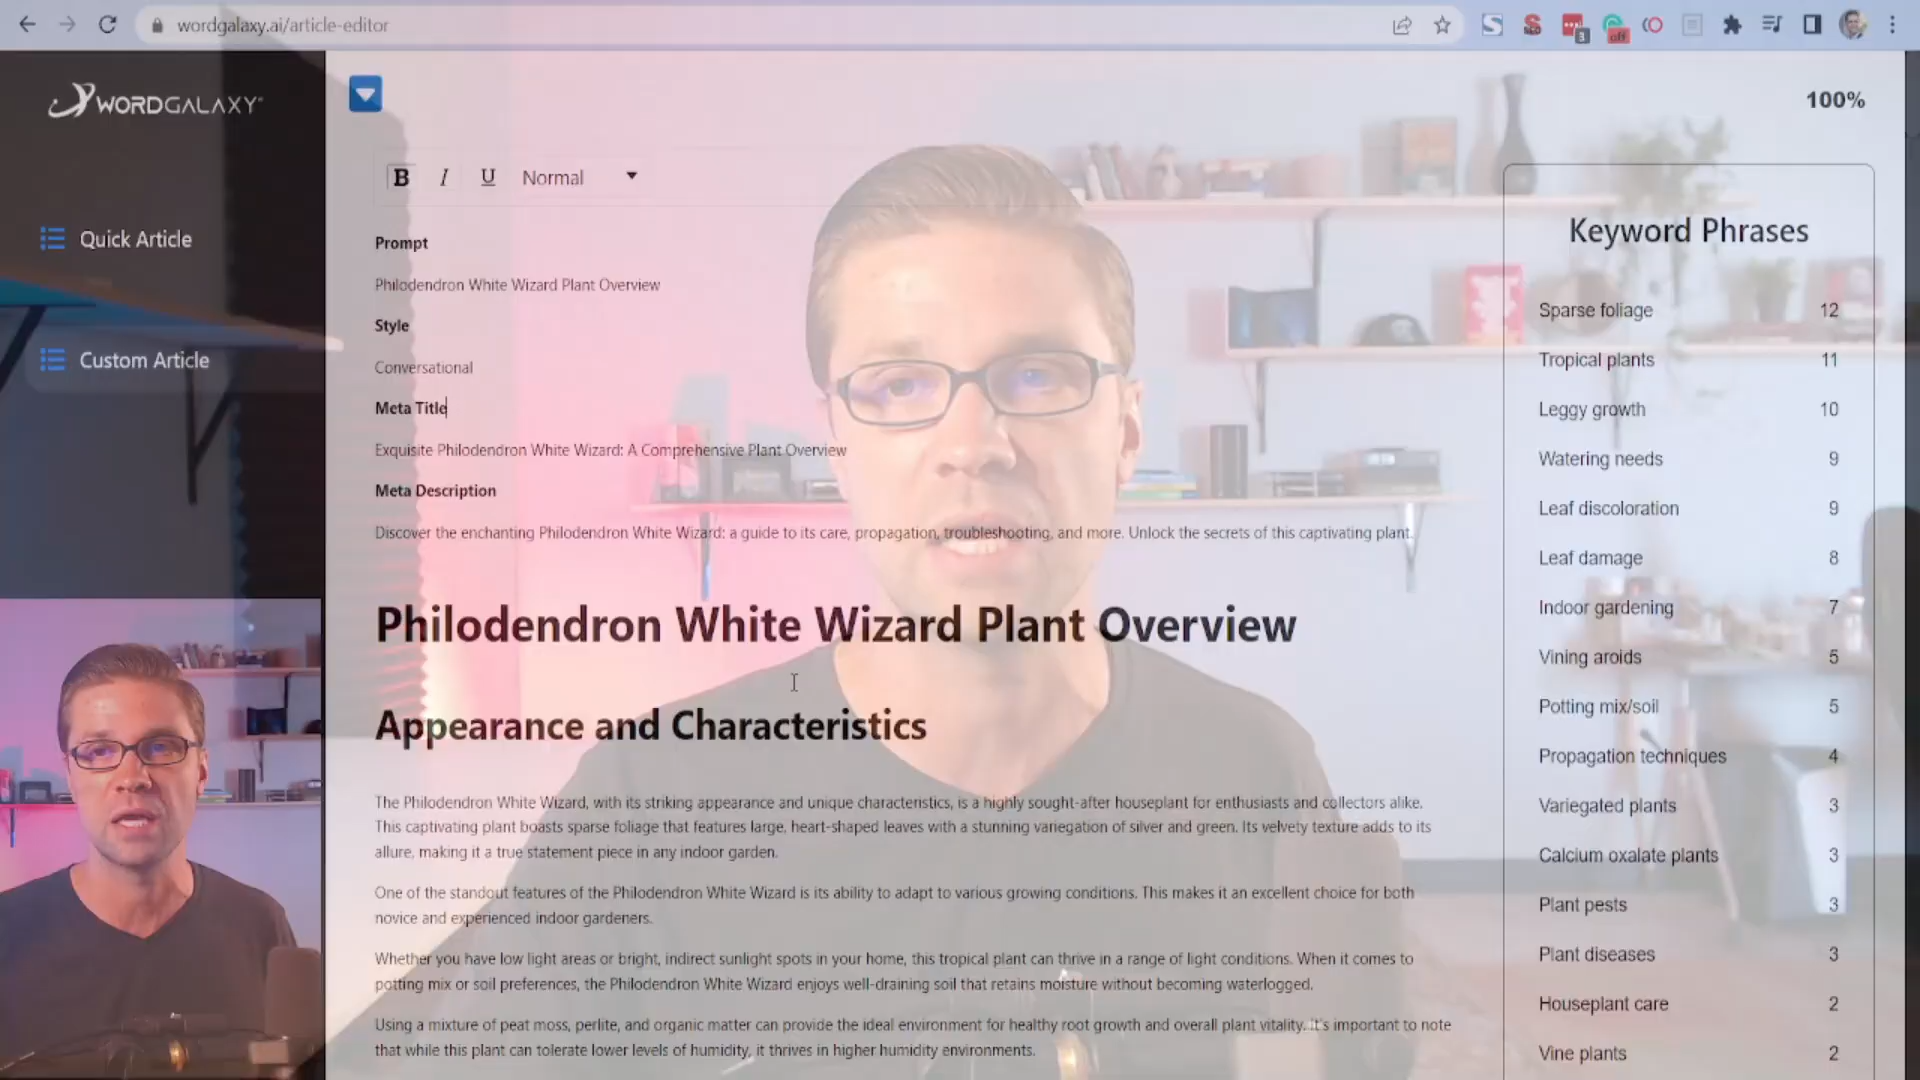 wordgalaxy.ai/article-editor
3
off
WORDGALAXY
100%
Quick Article
Custom Article
B I U Normal
Prompt
Philodendron White Wizard Plant Overview
Style
Conversational
Meta Title
Exquisite Philodendron White Wizard: A Comprehensive Plant Overview
Meta Description
Discover the enchanting Philodendron White Wizard: a guide to its care, propagation, troubleshooting, and more. Unlock the secrets of this captivating plant.
Philodendron White Wizard Plant Overview
Appearance and Characteristics
The Philodendron White Wizard, with its striking appearance and unique characteristics, is a highly sought-after houseplant for enthusiasts and collectors alike.
This captivating plant boasts sparse foliage that features large, heart-shaped leaves with a stunning variegation of silver and green. Its velvety texture adds to its
allure, making it a true statement piece in any indoor garden.
One of the standout features of the Philodendron White Wizard is its ability to adapt to various growing conditions. This makes it an excellent choice for both
novice and experienced indoor gardeners.
Whether you have low light areas or bright, indirect sunlight spots in your home, this tropical plant can thrive in a range of light conditions. When it comes to
potting mix or soil preferences, the Philodendron White Wizard enjoys well-draining soil that retains moisture without becoming waterlogged.
Using a mixture of peat moss, perlite, and organic matter can provide the ideal environment for healthy root growth and overall plant vitality. It's important to note
that while this plant can tolerate lower levels of humidity, it thrives in higher humidity environments.
Keyword Phrases
Sparse foliage 12
Tropical plants 11
Leggy growth 10
Watering needs 9
Leaf discoloration 9
Leaf damage 8
Indoor gardening 7
Vining aroids 5
Potting mix/soil 5
Propagation techniques 4
Variegated plants 3
Calcium oxalate plants 3
Plant pests 3
Plant diseases 3
Houseplant care 2
Vine plants 2